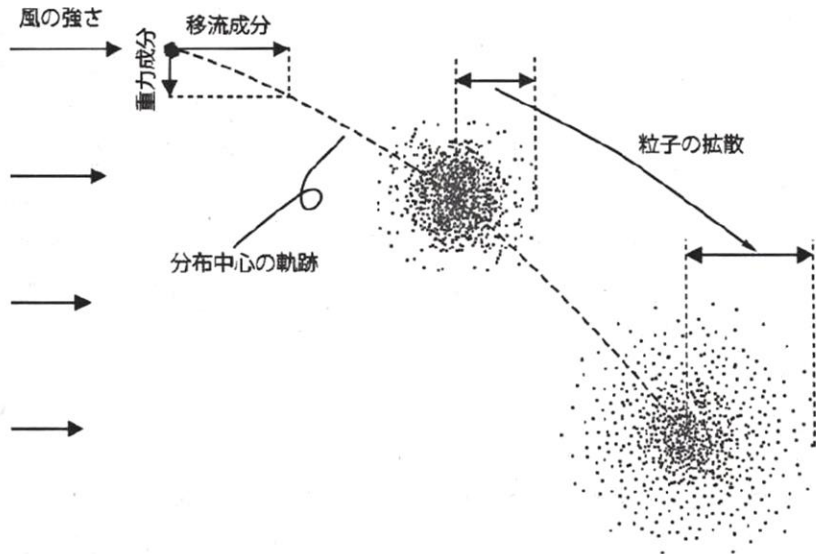 風の強さ
移流成分
重力成分
粒子の拡散
分布中心の軌跡